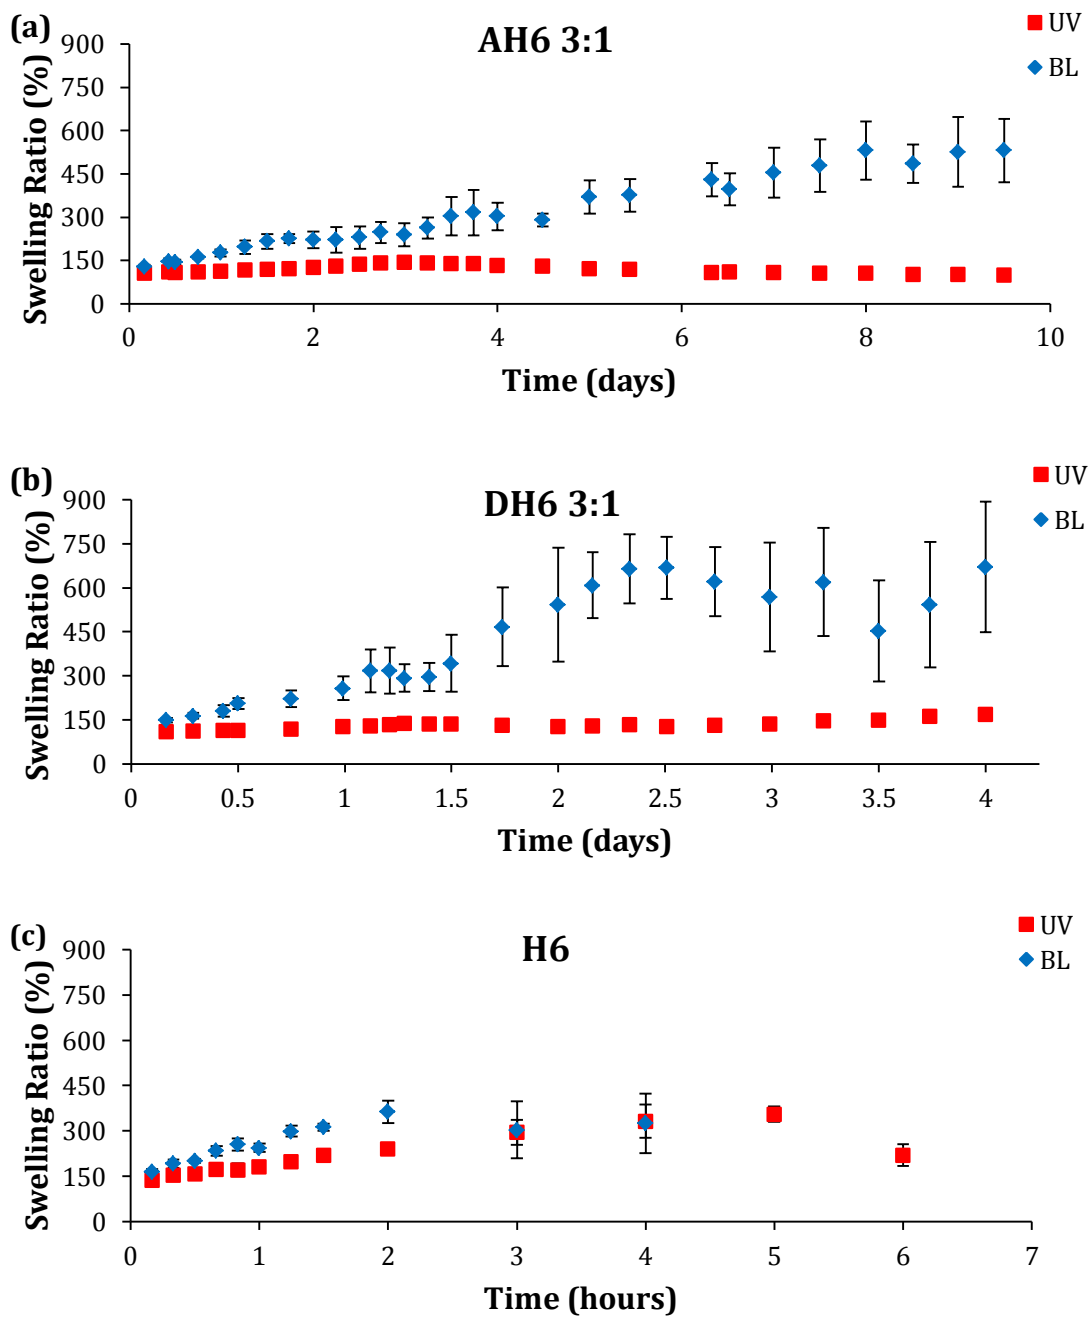 (a)
AH6 3:1
UV
BL
Swelling Ratio (%)
900
750
600
450
300
150
0
0 2 4 6 8 10
Time (days)
(b)
DH6 3:1
UV
BL
Swelling Ratio (%)
900
750
600
450
300
150
0
0 0.5 1 1.5 2 2.5 3 3.5 4
Time (days)
(c)
H6
UV
BL
Swelling Ratio (%)
900
750
600
450
300
150
0
0 1 2 3 4 5 6 7
Time (hours)